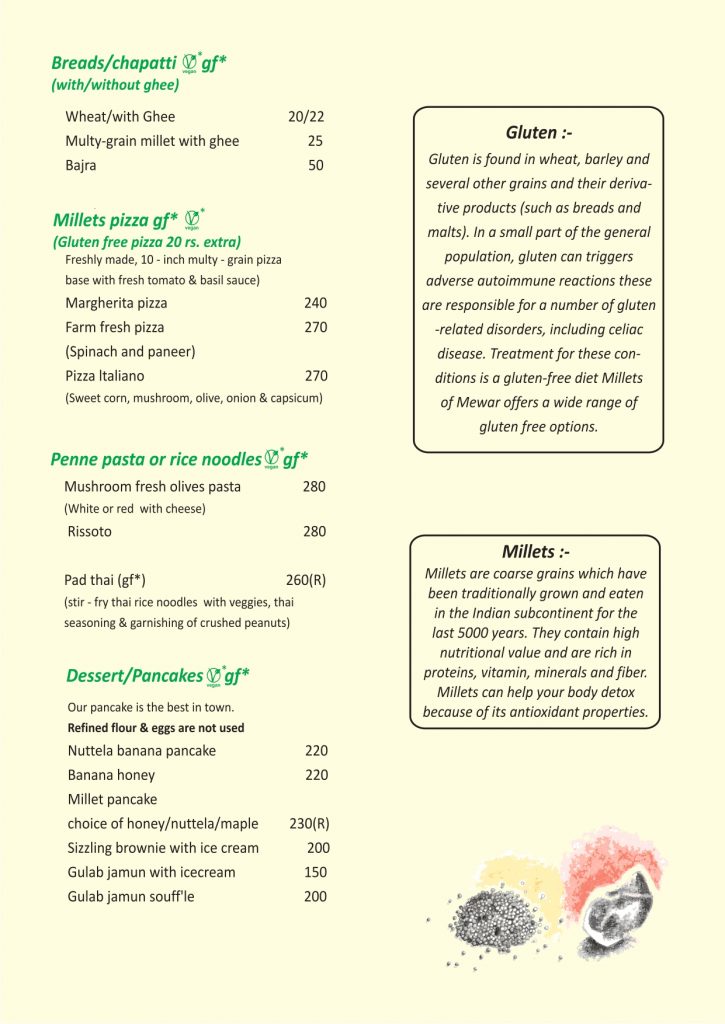 Breads/chapatti vegan * gf*
(with/without ghee)
Wheat/with Ghee 20/22
Multy-grain millet with ghee 25
Bajra 50
Millets pizza gf* vegan *
(Gluten free pizza 20 rs. extra)
Freshly made, 10 - inch multy - grain pizza
base with fresh tomato & basil sauce)
Margherita pizza 240
Farm fresh pizza 270
(Spinach and paneer)
Pizza Italiano 270
(Sweet corn, mushroom, olive, onion & capsicum)
Penne pasta or rice noodles vegan * gf*
Mushroom fresh olives pasta 280
(White or red with cheese)
Rissoto 280
Pad thai (gf*) 260(R)
(stir - fry thai rice noodles with veggies, thai
seasoning & garnishing of crushed peanuts)
Dessert/Pancakes vegan * gf*
Our pancake is the best in town.
Refined flour & eggs are not used
Nuttela banana pancake 220
Banana honey 220
Millet pancake
choice of honey/nuttela/maple 230(R)
Sizzling brownie with ice cream 200
Gulab jamun with icecream 150
Gulab jamun souff'le 200
Gluten :-
Gluten is found in wheat, barley and
several other grains and their deriva-
tive products (such as breads and
malts). In a small part of the general
population, gluten can triggers
adverse autoimmune reactions these
are responsible for a number of gluten
-related disorders, including celiac
disease. Treatment for these con-
ditions is a gluten-free diet Millets
of Mewar offers a wide range of
gluten free options.
Millets :-
Millets are coarse grains which have
been traditionally grown and eaten
in the Indian subcontinent for the
last 5000 years. They contain high
nutritional value and are rich in
proteins, vitamin, minerals and fiber.
Millets can help your body detox
because of its antioxidant properties.